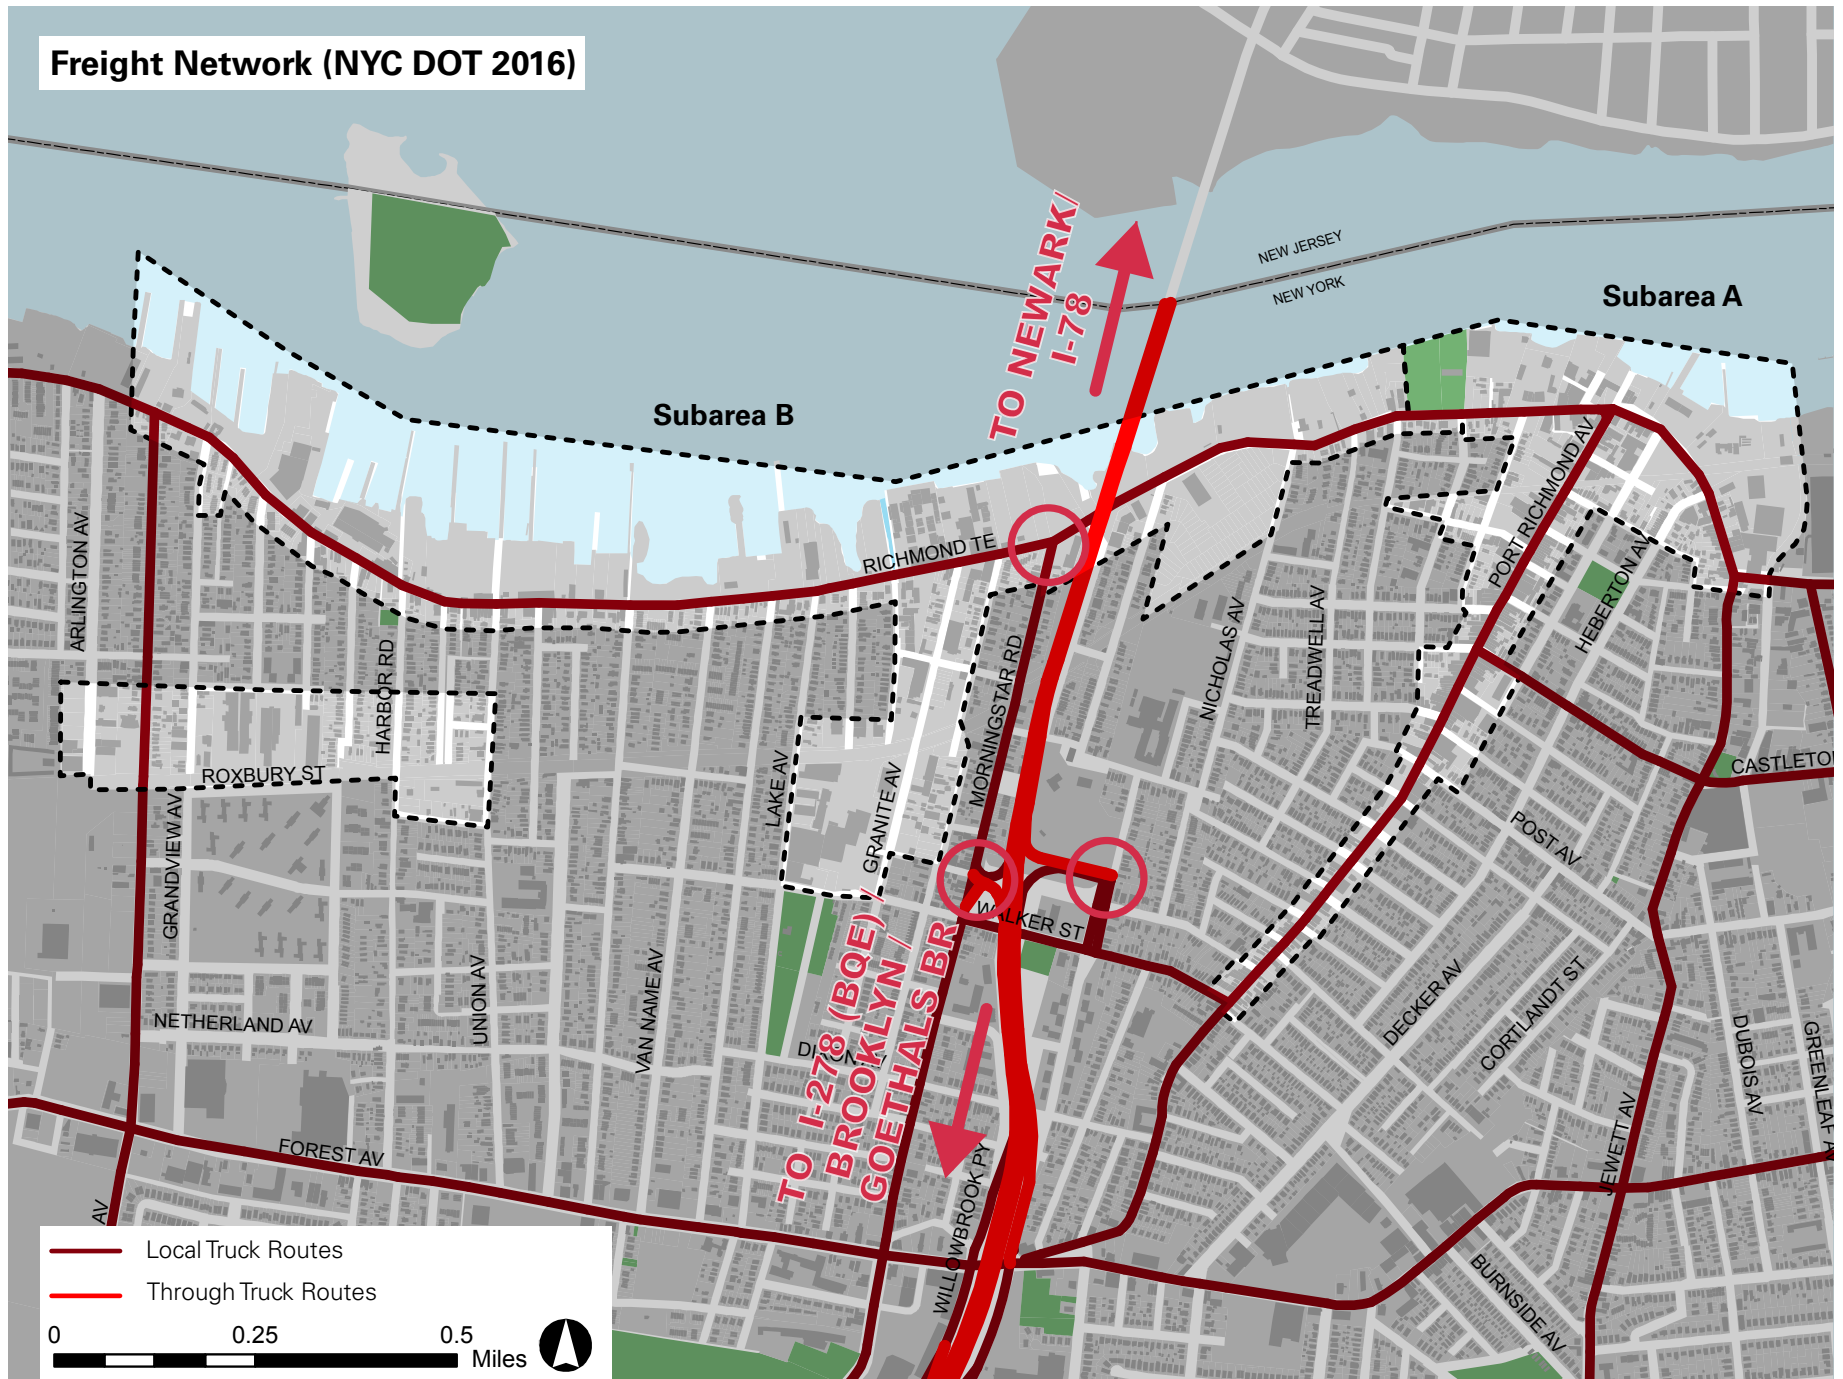 Freight Network (NYC DOT 2016)
NEW JERSEY
NEW YORK
TO NEWARK/
I-78
Subarea A
Subarea B
RICHMOND TE
PORT RICHMOND AV
HEBERTON AV
ARLINGTON AV
HARBOR RD
MORNINGSTAR RD
NICHOLAS AV
TREADWELL AV
ROXBURY ST
LAKE AV
GRANITE AV
CASTLETON
POST AV
GRANDVIEW AV
WALKER ST
TO I-278 (BQE) /
BROOKLYN /
GOETHALS BR
UNION AV
VAN NAME AV
NETHERLAND AV
DECKER AV
CORTLANDT ST
DUBOIS AV
GREENLEAF AV
JEWETT AV
FOREST AV
WILLOWBROOK PY
BURNSIDE AV
AV
Local Truck Routes
Through Truck Routes
0 0.25 0.5
Miles